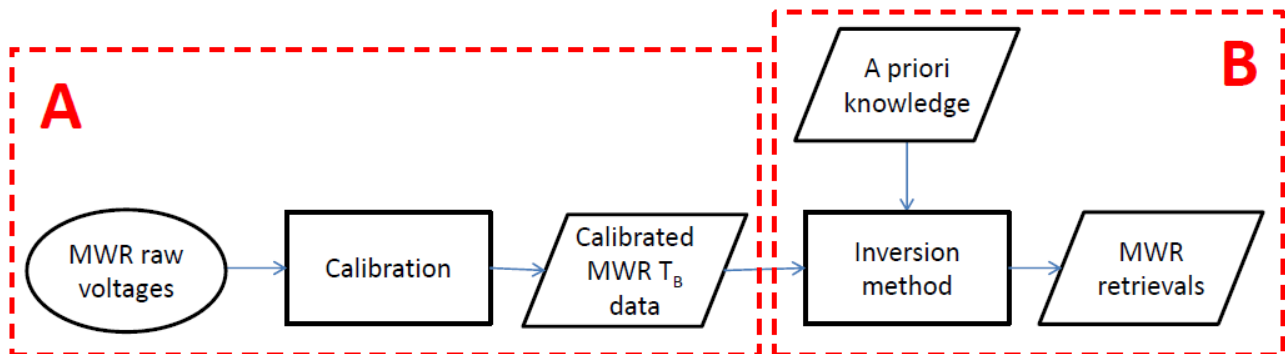 A
MWR raw
voltages
Calibration
Calibrated
MWR TB
data
B
A priori
knowledge
Inversion
method
MWR
retrievals